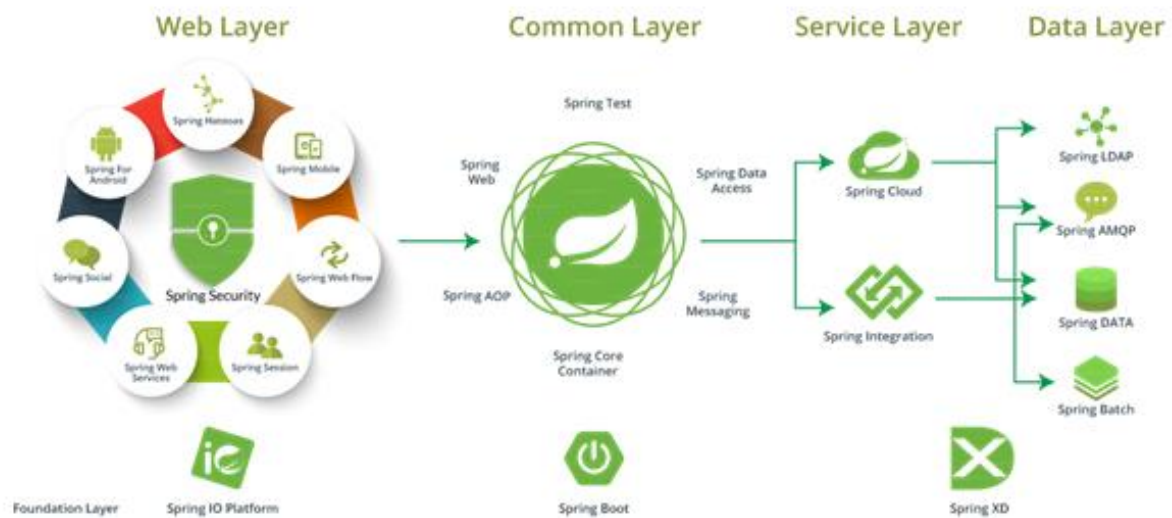 Web Layer
Common Layer
Service Layer
Data Layer
Spring Hateoas
Spring For
Android
Spring Mobile
Spring Social
Spring Web Flow
Spring Security
Spring Web
Services
Spring Session
Spring Test
Spring
Web
Spring Data
Access
Spring AOP
Spring
Messaging
Spring Core
Container
Spring Cloud
Spring Integration
Spring LDAP
Spring AMQP
Spring DATA
Spring Batch
Foundation Layer
Spring IO Platform
Spring Boot
Spring XD